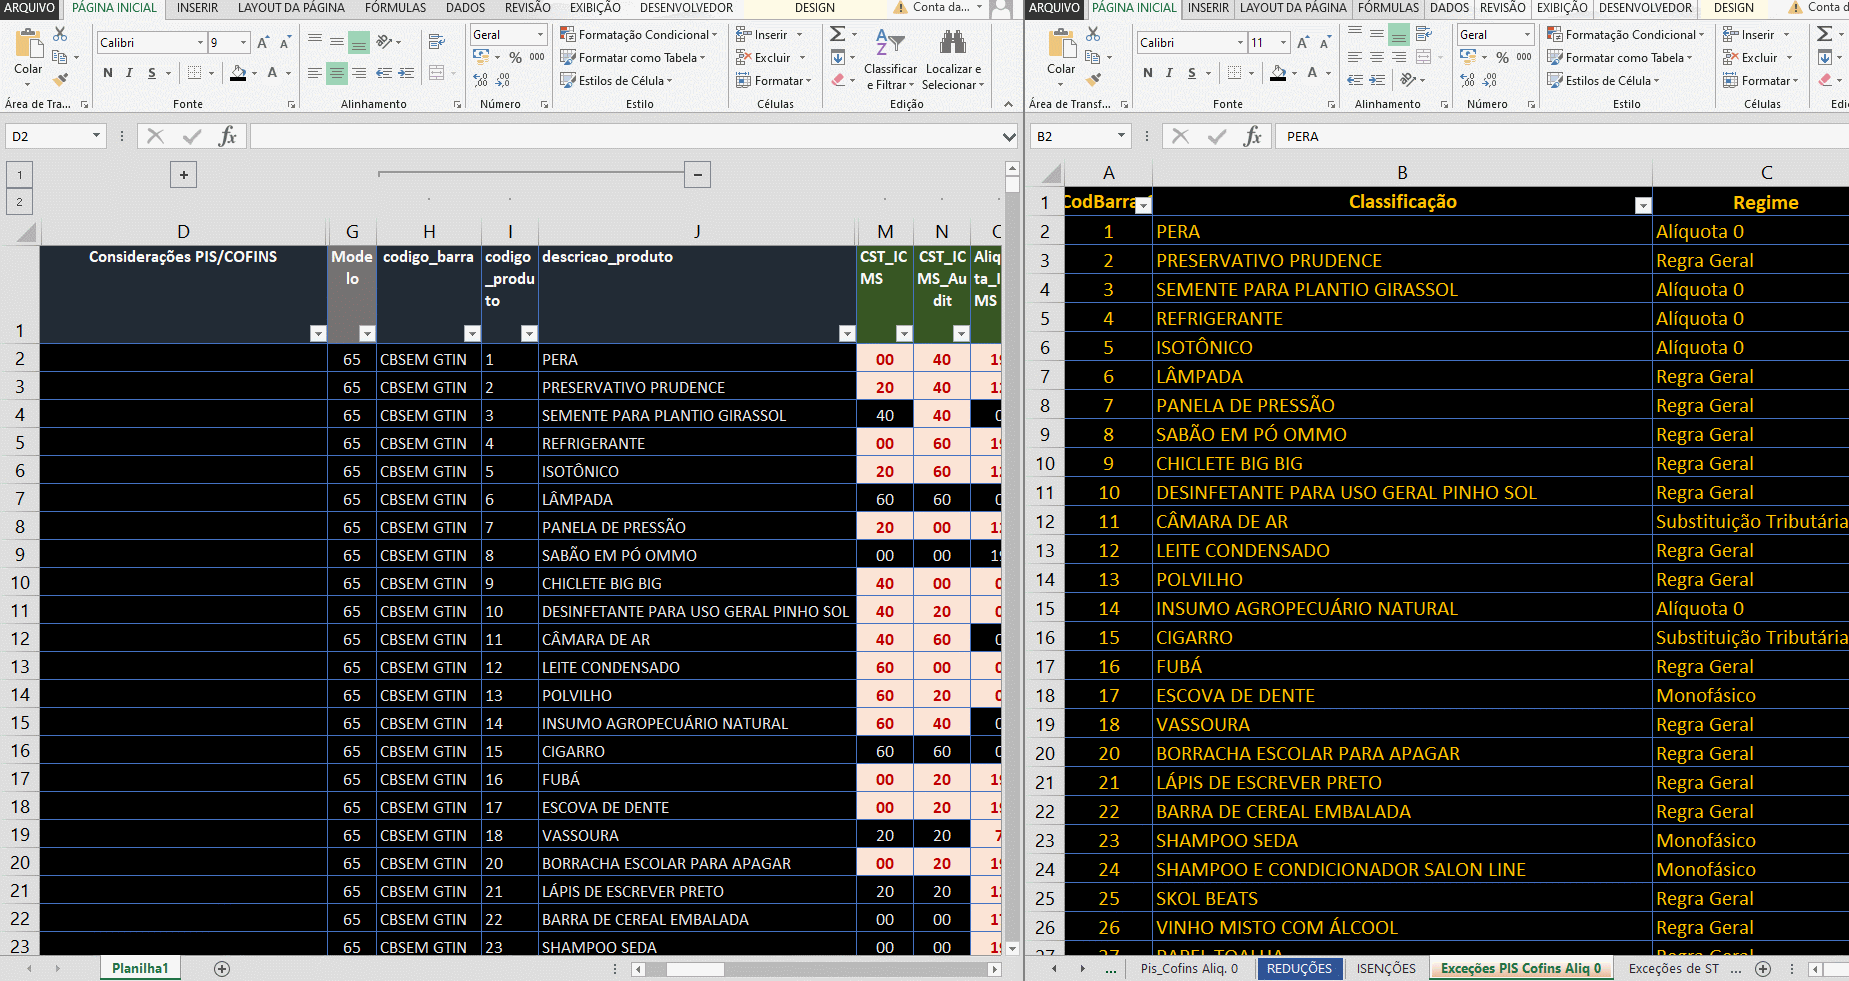 ARQUIVO PÁGINA INICIAL INSERIR LAYOUT DA PÁGINA FÓRMULAS DADOS REVISÃO EXIBIÇÃO DESENVOLVEDOR DESIGN Conta da...
Colar
Calibri 9
N I S
Geral
% 000
Formatação Condicional
Formatar como Tabela
Estilos de Célula
Inserir
Excluir
Formatar
Classificar e Filtrar
Localizar e Selecionar
Área de Tra... Fonte Alinhamento Número Estilo Células Edição
D2 fx
1
2
+ −
D G H I J M N
1 Considerações PIS/COFINS Modelo codigo_barra codigo_produto descricao_produto CST_ICMS CST_ICMS_Audit
2 65 CBSEM GTIN 1 PERA 00 40
3 65 CBSEM GTIN 2 PRESERVATIVO PRUDENCE 20 40
4 65 CBSEM GTIN 3 SEMENTE PARA PLANTIO GIRASSOL 40 40
5 65 CBSEM GTIN 4 REFRIGERANTE 00 60
6 65 CBSEM GTIN 5 ISOTÔNICO 20 60
7 65 CBSEM GTIN 6 LÂMPADA 60 60
8 65 CBSEM GTIN 7 PANELA DE PRESSÃO 20 00
9 65 CBSEM GTIN 8 SABÃO EM PÓ OMMO 00 00
10 65 CBSEM GTIN 9 CHICLETE BIG BIG 40 00
11 65 CBSEM GTIN 10 DESINFETANTE PARA USO GERAL PINHO SOL 40 20
12 65 CBSEM GTIN 11 CÂMARA DE AR 40 60
13 65 CBSEM GTIN 12 LEITE CONDENSADO 60 00
14 65 CBSEM GTIN 13 POLVILHO 60 20
15 65 CBSEM GTIN 14 INSUMO AGROPECUÁRIO NATURAL 60 40
16 65 CBSEM GTIN 15 CIGARRO 60 60
17 65 CBSEM GTIN 16 FUBÁ 00 20
18 65 CBSEM GTIN 17 ESCOVA DE DENTE 00 20
19 65 CBSEM GTIN 18 VASSOURA 20 20
20 65 CBSEM GTIN 20 BORRACHA ESCOLAR PARA APAGAR 00 20
21 65 CBSEM GTIN 21 LÁPIS DE ESCREVER PRETO 20 20
22 65 CBSEM GTIN 22 BARRA DE CEREAL EMBALADA 00 00
23 65 CBSEM GTIN 23 SHAMPOO SEDA 00 00
Planilha1
ARQUIVO PÁGINA INICIAL INSERIR LAYOUT DA PÁGINA FÓRMULAS DADOS REVISÃO EXIBIÇÃO DESENVOLVEDOR DESIGN Conta d
Colar
Calibri 11
N I S
Geral
% 000
Formatação Condicional
Formatar como Tabela
Estilos de Célula
Inserir
Excluir
Formatar
Área de Transf... Fonte Alinhamento Número Estilo Células Edi
B2 fx PERA
A B C
1 CodBarra Classificação Regime
2 1 PERA Alíquota 0
3 2 PRESERVATIVO PRUDENCE Regra Geral
4 3 SEMENTE PARA PLANTIO GIRASSOL Alíquota 0
5 4 REFRIGERANTE Alíquota 0
6 5 ISOTÔNICO Alíquota 0
7 6 LÂMPADA Regra Geral
8 7 PANELA DE PRESSÃO Regra Geral
9 8 SABÃO EM PÓ OMMO Regra Geral
10 9 CHICLETE BIG BIG Regra Geral
11 10 DESINFETANTE PARA USO GERAL PINHO SOL Regra Geral
12 11 CÂMARA DE AR Substituição Tributária
13 12 LEITE CONDENSADO Regra Geral
14 13 POLVILHO Regra Geral
15 14 INSUMO AGROPECUÁRIO NATURAL Alíquota 0
16 15 CIGARRO Substituição Tributária
17 16 FUBÁ Regra Geral
18 17 ESCOVA DE DENTE Monofásico
19 18 VASSOURA Regra Geral
20 20 BORRACHA ESCOLAR PARA APAGAR Regra Geral
21 21 LÁPIS DE ESCREVER PRETO Regra Geral
22 22 BARRA DE CEREAL EMBALADA Regra Geral
23 23 SHAMPOO SEDA Monofásico
24 24 SHAMPOO E CONDICIONADOR SALON LINE Monofásico
25 25 SKOL BEATS Regra Geral
26 26 VINHO MISTO COM ÁLCOOL Regra Geral
27 27 PAPEL TOALHA Regra Geral
... Pis_Cofins Aliq. 0 REDUÇÕES ISENÇÕES Exceções PIS Cofins Aliq 0 Exceções de ST ...